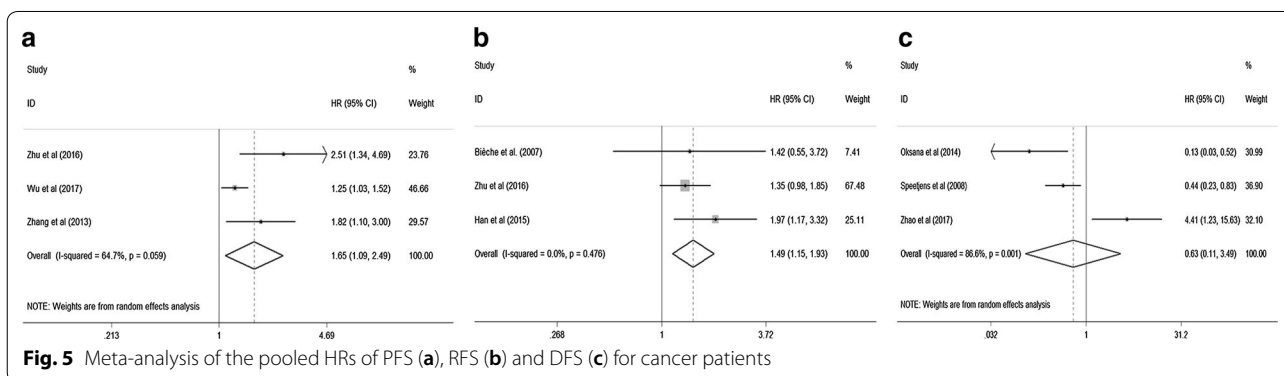 a
Study %
ID HR (95% CI) Weight
Zhu et al (2016) 2.51 (1.34, 4.69) 23.76
Wu et al (2017) 1.25 (1.03, 1.52) 46.66
Zhang et al (2013) 1.82 (1.10, 3.00) 29.57
Overall (I-squared = 64.7%, p = 0.059) 1.65 (1.09, 2.49) 100.00
NOTE: Weights are from random effects analysis
.213 1 4.69
b
Study %
ID HR (95% CI) Weight
Bièche et al. (2007) 1.42 (0.55, 3.72) 7.41
Zhu et al (2016) 1.35 (0.98, 1.85) 67.48
Han et al (2015) 1.97 (1.17, 3.32) 25.11
Overall (I-squared = 0.0%, p = 0.476) 1.49 (1.15, 1.93) 100.00
.268 1 3.72
c
Study %
ID HR (95% CI) Weight
Oksana et al (2014) 0.13 (0.03, 0.52) 30.99
Speetjens et al (2008) 0.44 (0.23, 0.83) 36.90
Zhao et al (2017) 4.41 (1.23, 15.63) 32.10
Overall (I-squared = 86.6%, p = 0.001) 0.63 (0.11, 3.49) 100.00
NOTE: Weights are from random effects analysis
.032 1 31.2
Fig. 5 Meta-analysis of the pooled HRs of PFS (a), RFS (b) and DFS (c) for cancer patients